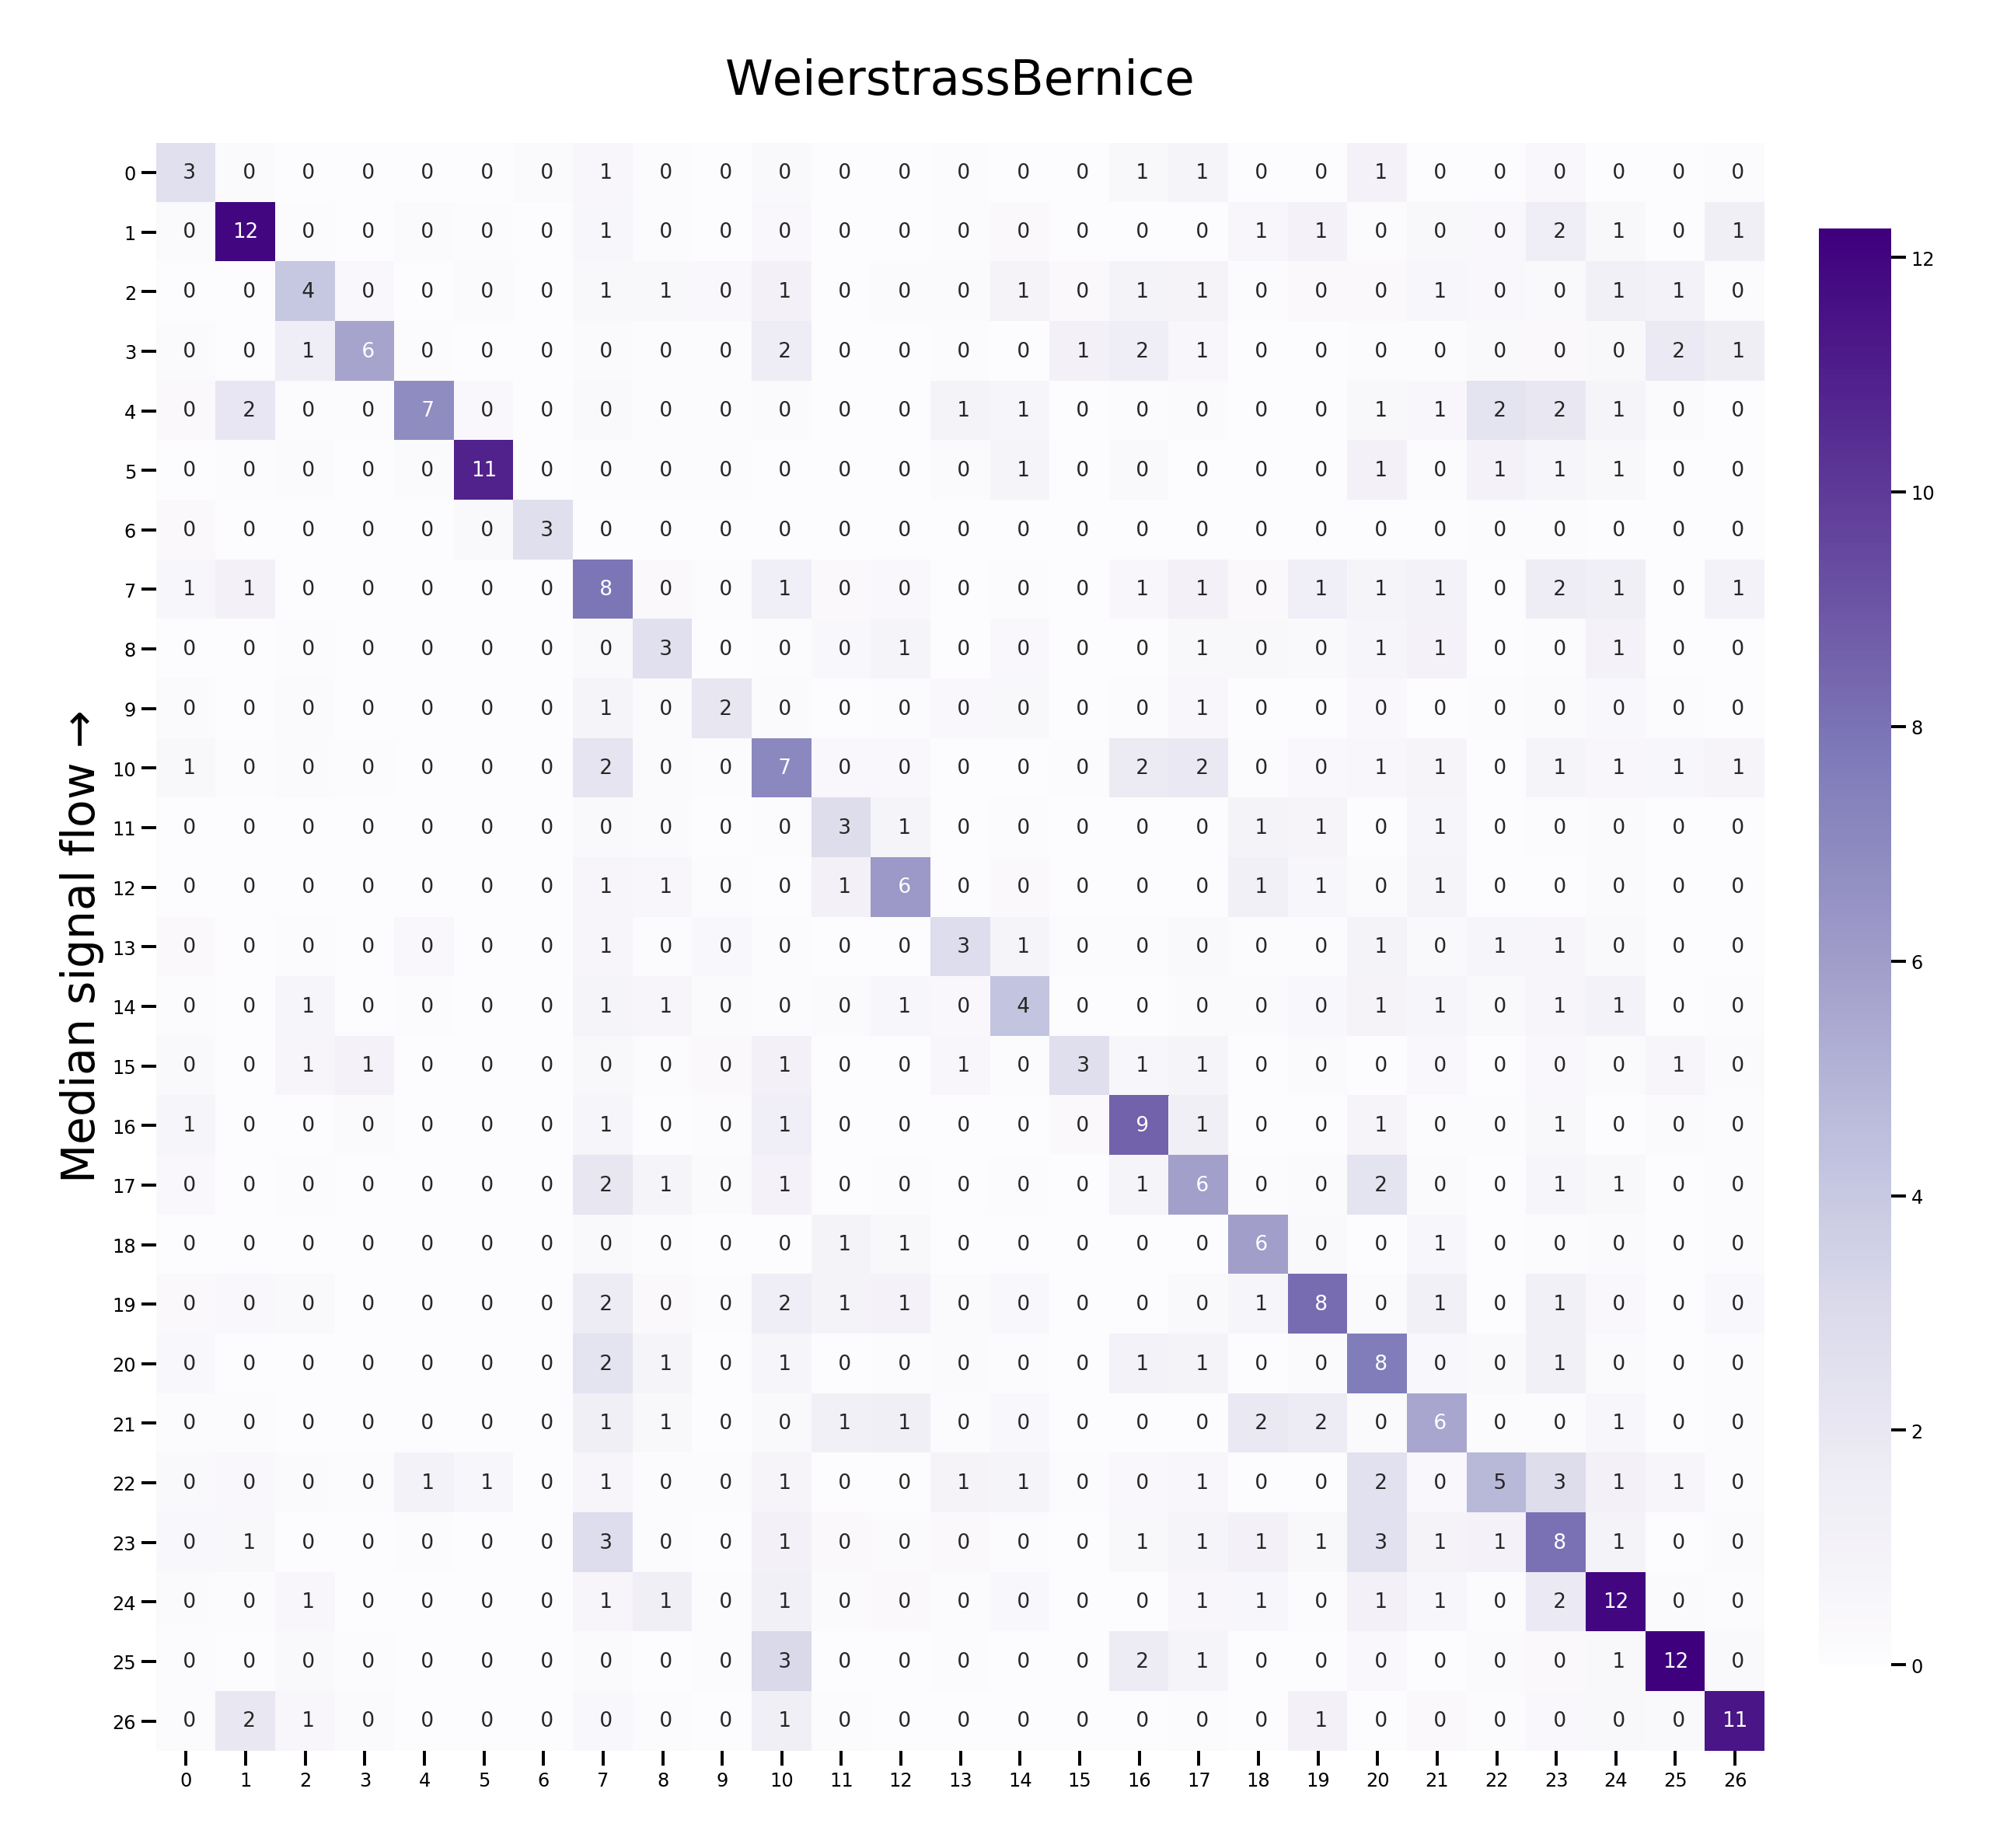 WeierstrassBernice
Median signal flow →
0 3 0 0 0 0 0 0 1 0 0 0 0 0 0 0 0 1 1 0 0 1 0 0 0 0 0 0
1 0 12 0 0 0 0 0 1 0 0 0 0 0 0 0 0 0 0 1 1 0 0 0 2 1 0 1
2 0 0 4 0 0 0 0 1 1 0 1 0 0 0 1 0 1 1 0 0 0 1 0 0 1 1 0
3 0 0 1 6 0 0 0 0 0 0 2 0 0 0 0 1 2 1 0 0 0 0 0 0 0 2 1
4 0 2 0 0 7 0 0 0 0 0 0 0 0 1 1 0 0 0 0 0 1 1 2 2 1 0 0
5 0 0 0 0 0 11 0 0 0 0 0 0 0 0 1 0 0 0 0 0 1 0 1 1 1 0 0
6 0 0 0 0 0 0 3 0 0 0 0 0 0 0 0 0 0 0 0 0 0 0 0 0 0 0 0
7 1 1 0 0 0 0 0 8 0 0 1 0 0 0 0 0 1 1 0 1 1 1 0 2 1 0 1
8 0 0 0 0 0 0 0 0 3 0 0 0 1 0 0 0 0 1 0 0 1 1 0 0 1 0 0
9 0 0 0 0 0 0 0 1 0 2 0 0 0 0 0 0 0 1 0 0 0 0 0 0 0 0 0
10 1 0 0 0 0 0 0 2 0 0 7 0 0 0 0 0 2 2 0 0 1 1 0 1 1 1 1
11 0 0 0 0 0 0 0 0 0 0 0 3 1 0 0 0 0 0 1 1 0 1 0 0 0 0 0
12 0 0 0 0 0 0 0 1 1 0 0 1 6 0 0 0 0 0 1 1 0 1 0 0 0 0 0
13 0 0 0 0 0 0 0 1 0 0 0 0 0 3 1 0 0 0 0 0 1 0 1 1 0 0 0
14 0 0 1 0 0 0 0 1 1 0 0 0 1 0 4 0 0 0 0 0 1 1 0 1 1 0 0
15 0 0 1 1 0 0 0 0 0 0 1 0 0 1 0 3 1 1 0 0 0 0 0 0 0 1 0
16 1 0 0 0 0 0 0 1 0 0 1 0 0 0 0 0 9 1 0 0 1 0 0 1 0 0 0
17 0 0 0 0 0 0 0 2 1 0 1 0 0 0 0 0 1 6 0 0 2 0 0 1 1 0 0
18 0 0 0 0 0 0 0 0 0 0 0 1 1 0 0 0 0 0 6 0 0 1 0 0 0 0 0
19 0 0 0 0 0 0 0 2 0 0 2 1 1 0 0 0 0 0 1 8 0 1 0 1 0 0 0
20 0 0 0 0 0 0 0 2 1 0 1 0 0 0 0 0 1 1 0 0 8 0 0 1 0 0 0
21 0 0 0 0 0 0 0 1 1 0 0 1 1 0 0 0 0 0 2 2 0 6 0 0 1 0 0
22 0 0 0 0 1 1 0 1 0 0 1 0 0 1 1 0 0 1 0 0 2 0 5 3 1 1 0
23 0 1 0 0 0 0 0 3 0 0 1 0 0 0 0 0 1 1 1 1 3 1 1 8 1 0 0
24 0 0 1 0 0 0 0 1 1 0 1 0 0 0 0 0 0 1 1 0 1 1 0 2 12 0 0
25 0 0 0 0 0 0 0 0 0 0 3 0 0 0 0 0 2 1 0 0 0 0 0 0 1 12 0
26 0 2 1 0 0 0 0 0 0 0 1 0 0 0 0 0 0 0 0 1 0 0 0 0 0 0 11
0 1 2 3 4 5 6 7 8 9 10 11 12 13 14 15 16 17 18 19 20 21 22 23 24 25 26
12
10
8
6
4
2
0